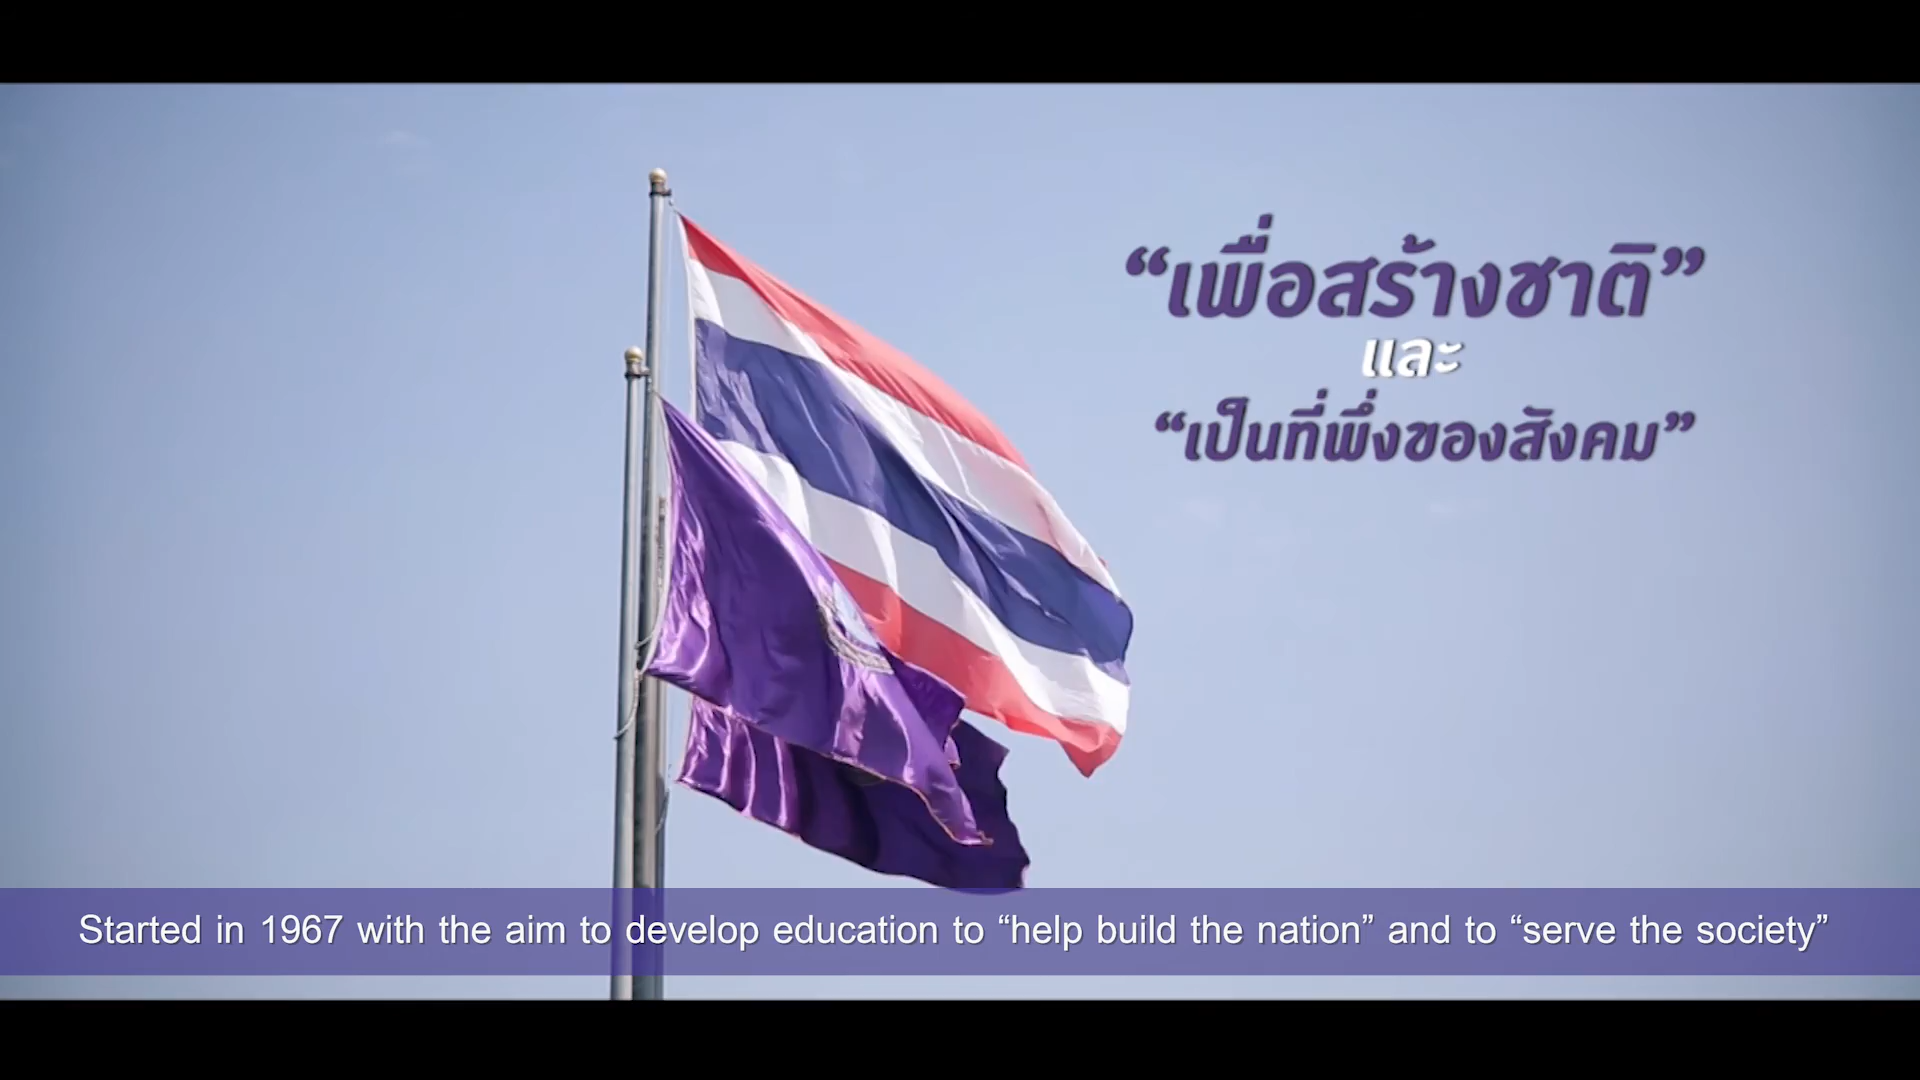 “เพื่อสร้างชาติ”
และ
“เป็นที่พึ่งของสังคม”
Started in 1967 with the aim to develop education to “help build the nation” and to “serve the society”